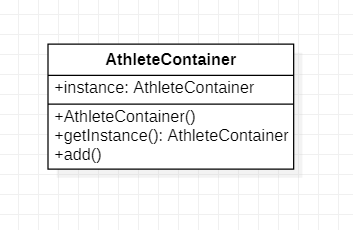 AthleteContainer
+instance: AthleteContainer
+AthleteContainer()
+getInstance(): AthleteContainer
+add()